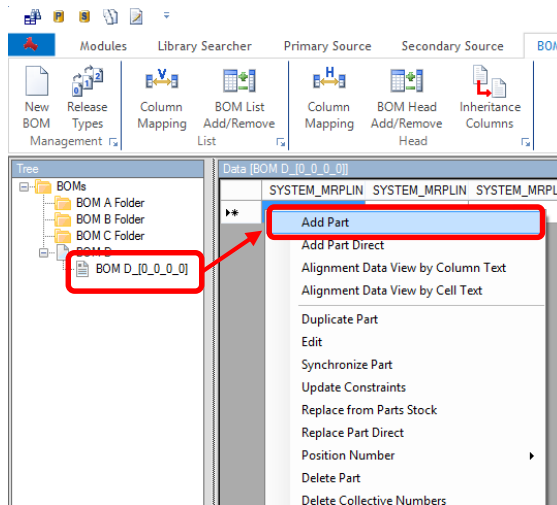 Modules Library Searcher Primary Source Secondary Source BOM
New BOM Release Types Column Mapping BOM List Add/Remove Column Mapping BOM Head Add/Remove Inheritance Columns
Management List Head
Tree
Data [BOM D_[0_0_0_0]]
BOMs
BOM A Folder
BOM B Folder
BOM C Folder
BOM D_[0_0_0_0]
SYSTEM_MRPLIN SYSTEM_MRPLIN SYSTEM_MRPL
Add Part
Add Part Direct
Alignment Data View by Column Text
Alignment Data View by Cell Text
Duplicate Part
Edit
Synchronize Part
Update Constraints
Replace from Parts Stock
Replace Part Direct
Position Number
Delete Part
Delete Collective Numbers